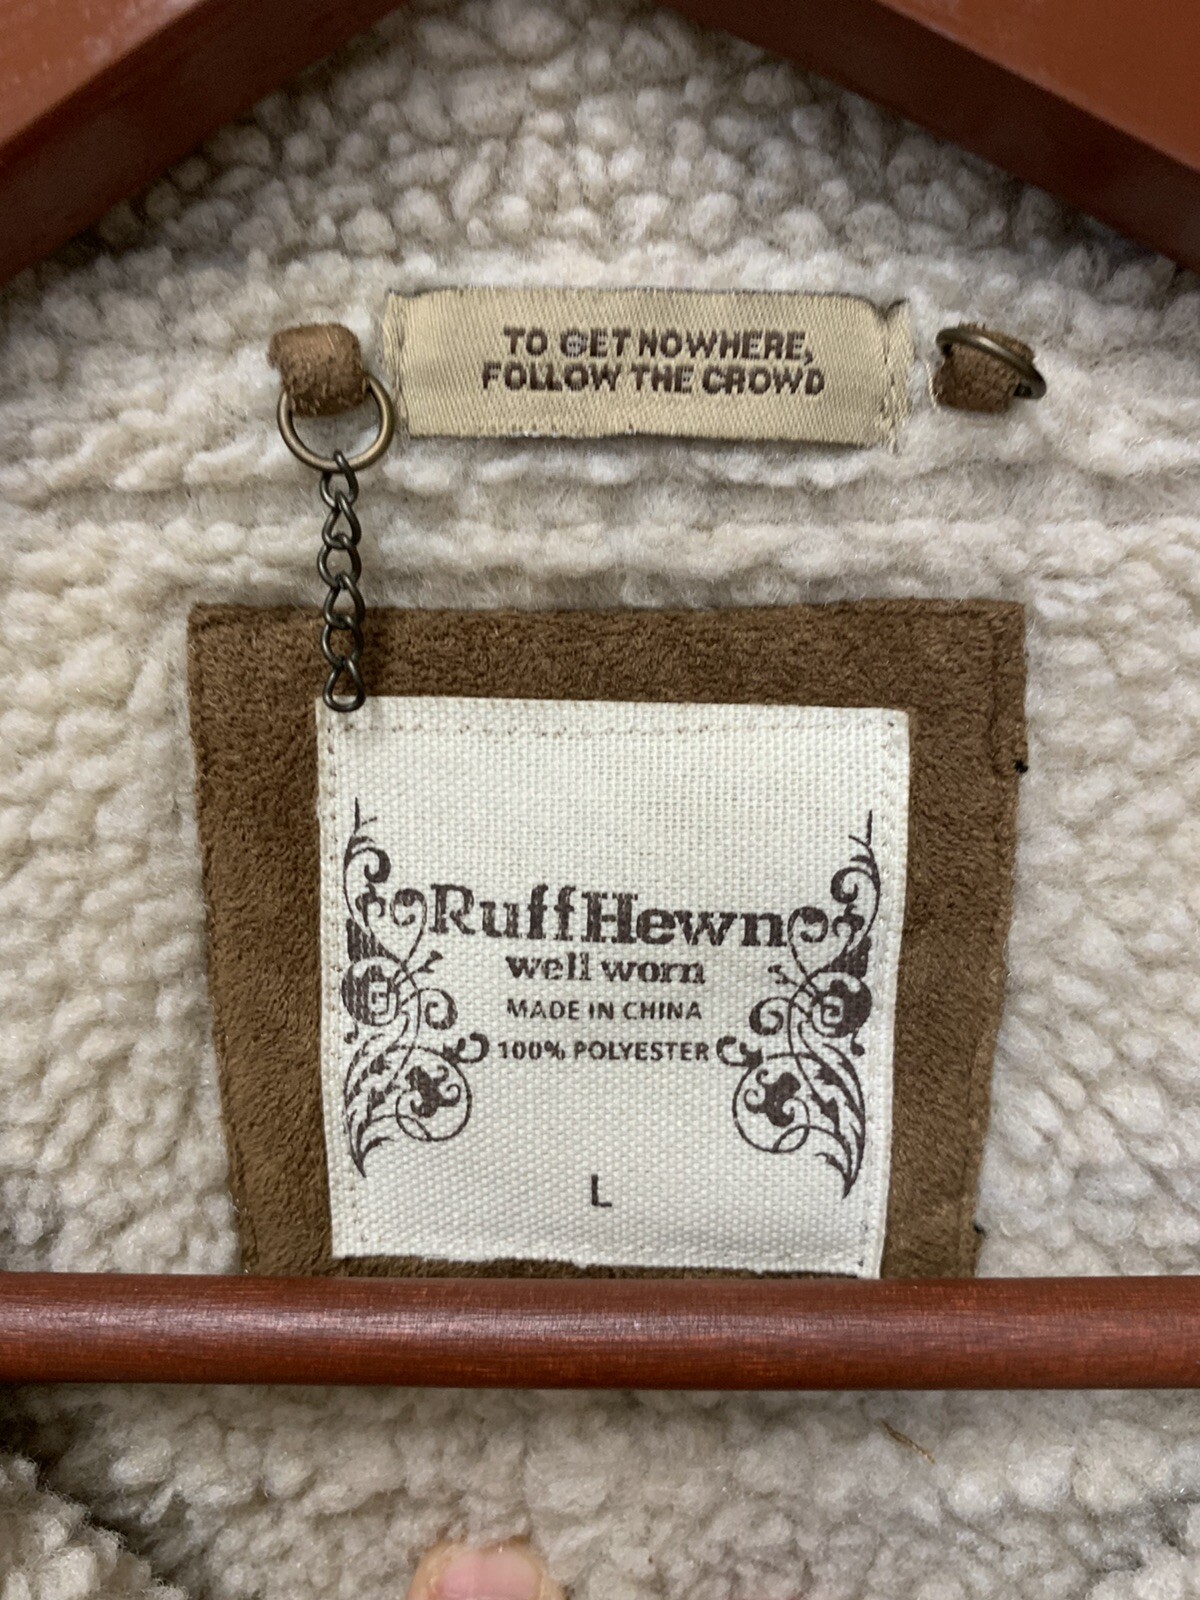 TO GET NOWHERE,
FOLLOW THE CROWD
RuffHewn
well worn
MADE IN CHINA
100% POLYESTER
L